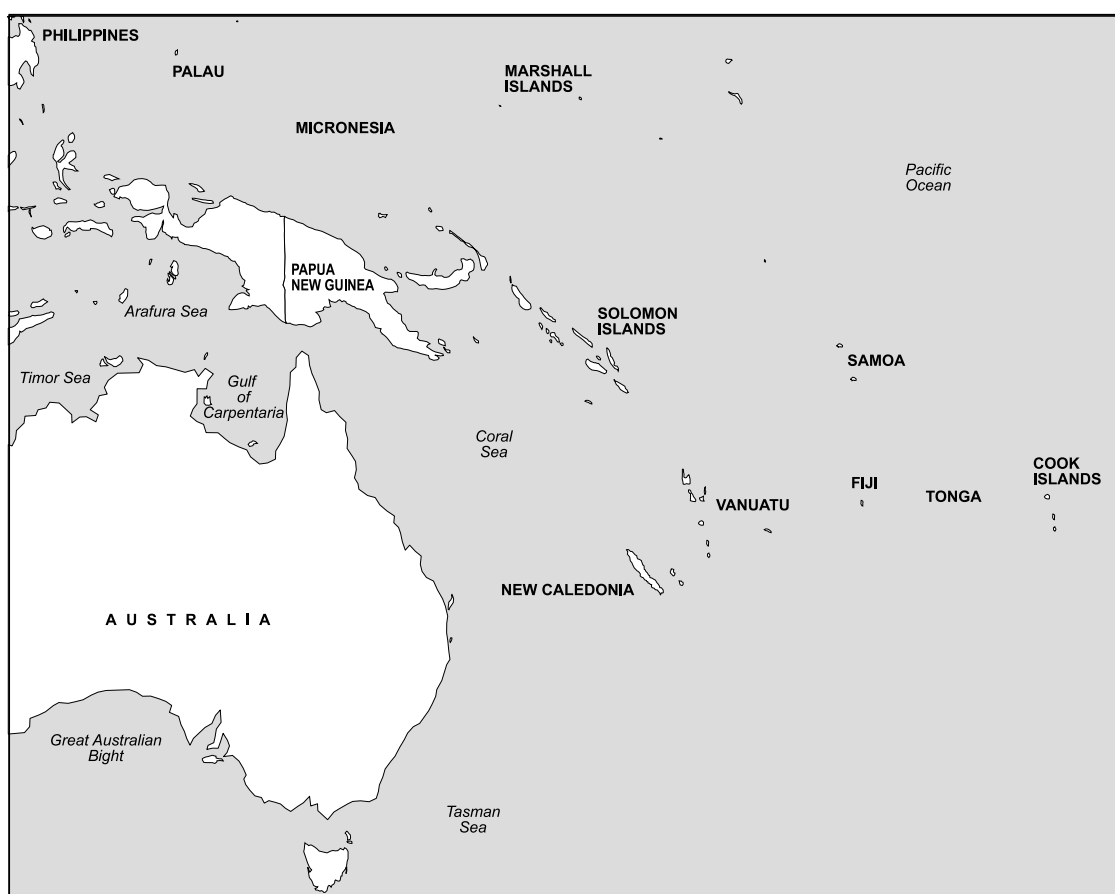 PHILIPPINES
PALAU
MARSHALL
ISLANDS
MICRONESIA
Pacific
Ocean
PAPUA
NEW GUINEA
Arafura Sea
SOLOMON
ISLANDS
SAMOA
Timor Sea
Gulf
of
Carpentaria
Coral
Sea
COOK
ISLANDS
FIJI
TONGA
VANUATU
NEW CALEDONIA
AUSTRALIA
Great Australian
Bight
Tasman
Sea